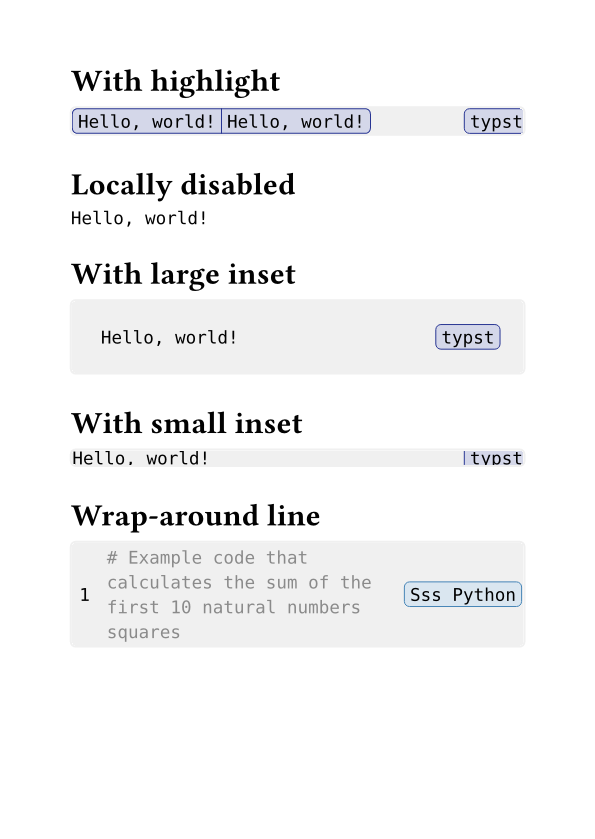 With highlight
Hello, world! Hello, world! typst
Locally disabled
Hello, world!
With large inset
Hello, world! typst
With small inset
Hello, world! typst
Wrap-around line
# Example code that
calculates the sum of the
1 first 10 natural numbers Sss Python
squares